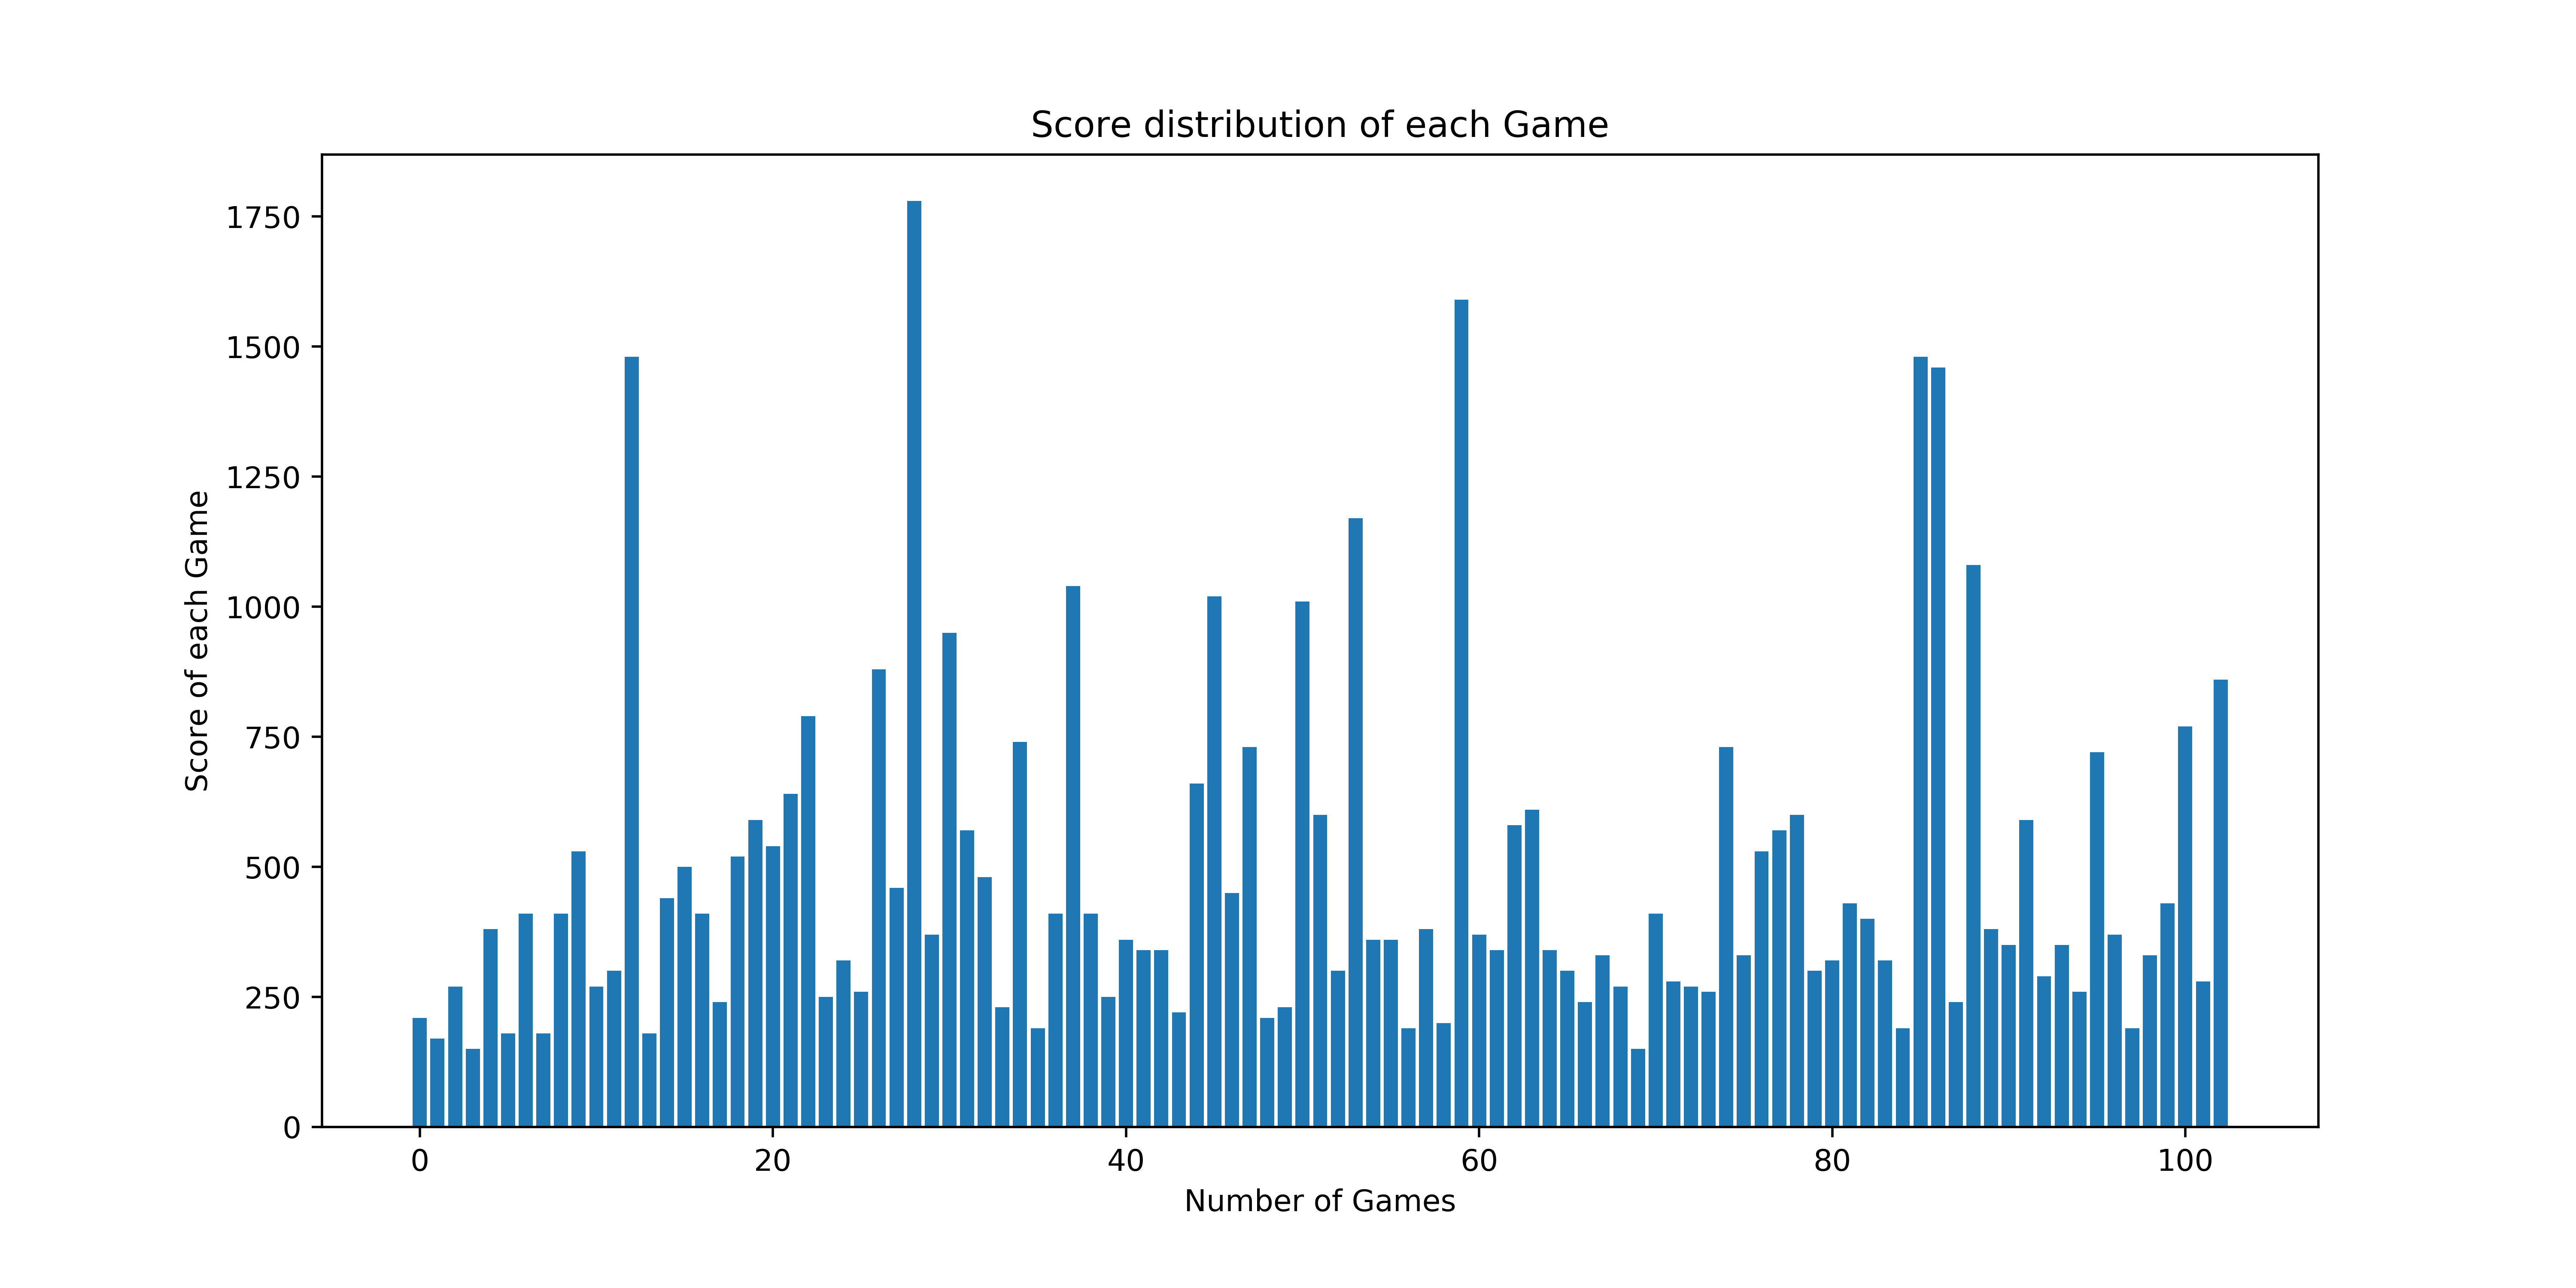 Score distribution of each Game
Score of each Game
1750
1500
1250
1000
750
500
250
0
0 20 40 60 80 100
Number of Games